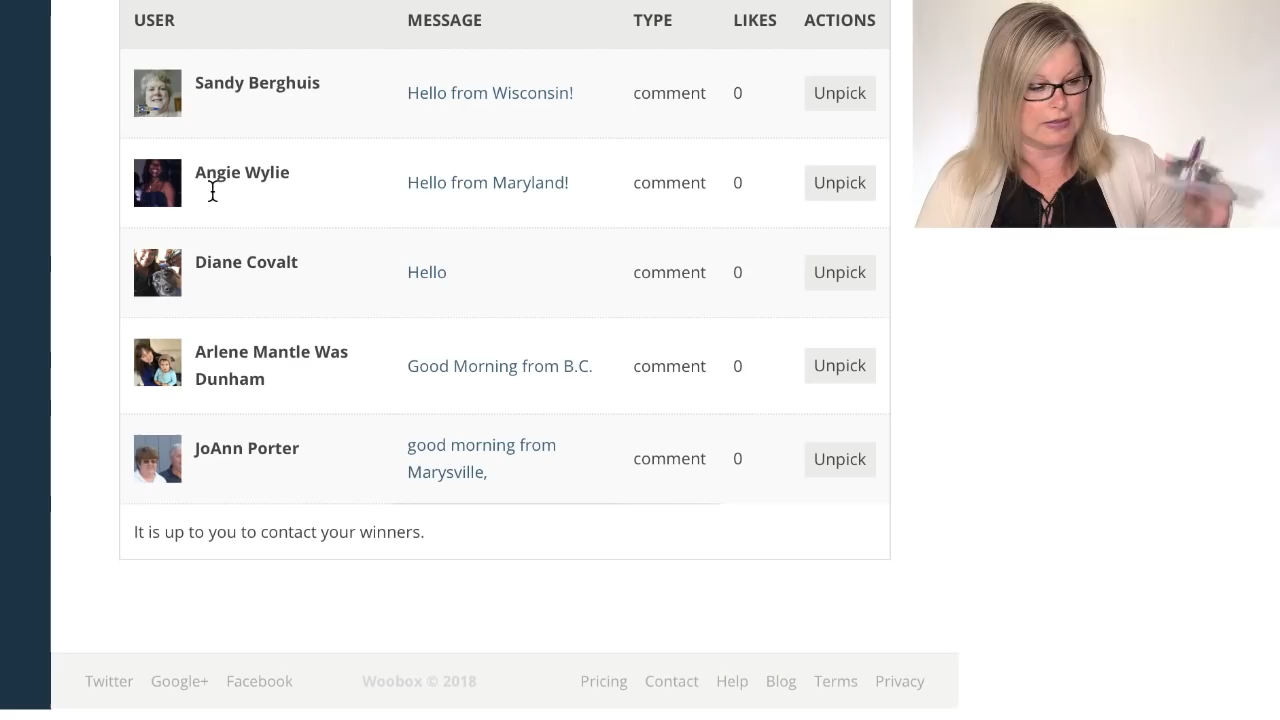 USER MESSAGE TYPE LIKES ACTIONS
Sandy Berghuis Hello from Wisconsin! comment 0 Unpick
Angie Wylie Hello from Maryland! comment 0 Unpick
Diane Covalt Hello comment 0 Unpick
Arlene Mantle Was
Dunham Good Morning from B.C. comment 0 Unpick
JoAnn Porter good morning from
Marysville, comment 0 Unpick
It is up to you to contact your winners.
Twitter Google+ Facebook Woobox © 2018 Pricing Contact Help Blog Terms Privacy